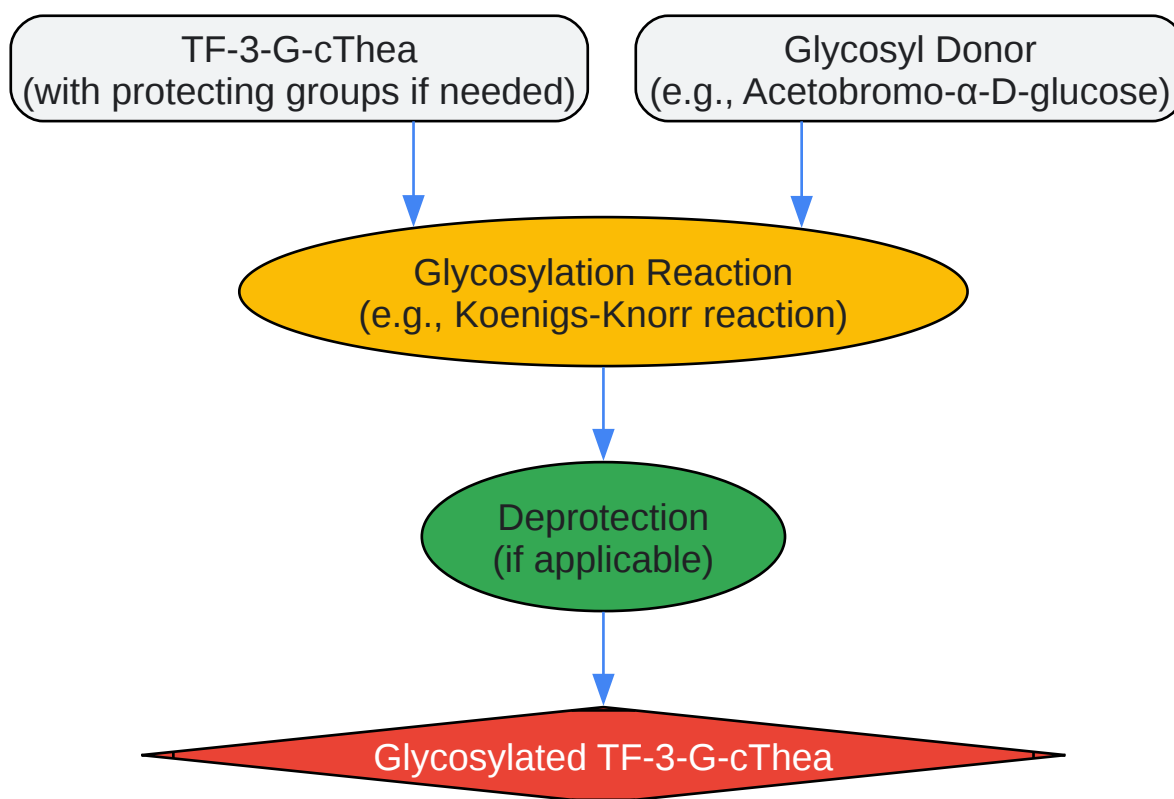 TF-3-G-cThea
(with protecting groups if needed)
Glycosyl Donor
(e.g., Acetobromo-α-D-glucose)
Glycosylation Reaction
(e.g., Koenigs-Knorr reaction)
Deprotection
(if applicable)
Glycosylated TF-3-G-cThea